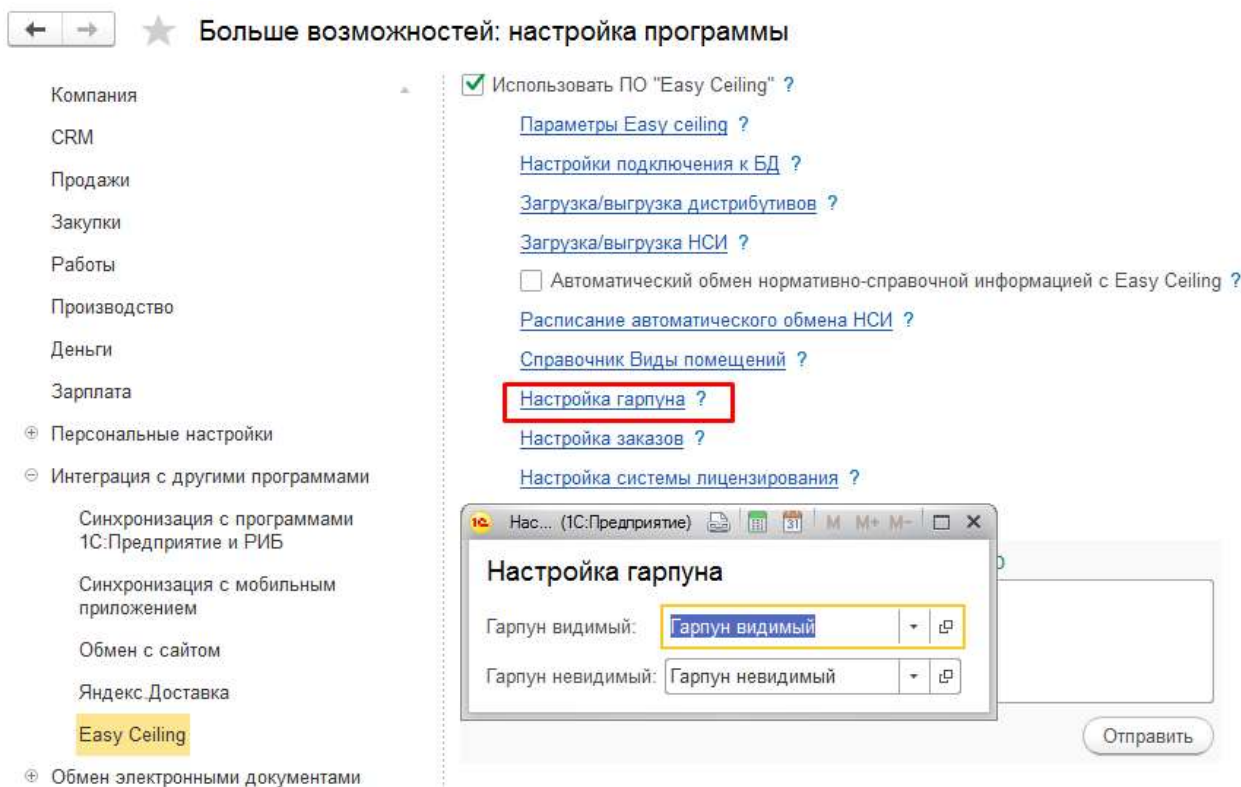 Больше возможностей: настройка программы
Компания
CRM
Продажи
Закупки
Работы
Производство
Деньги
Зарплата
Персональные настройки
Интеграция с другими программами
Синхронизация с программами
1С:Предприятие и РИБ
Синхронизация с мобильным
приложением
Обмен с сайтом
Яндекс.Доставка
Easy Ceiling
Обмен электронными документами
Использовать ПО "Easy Ceiling" ?
Параметры Easy ceiling ?
Настройки подключения к БД ?
Загрузка/выгрузка дистрибутивов ?
Загрузка/выгрузка НСИ ?
Автоматический обмен нормативно-справочной информацией с Easy Ceiling ?
Расписание автоматического обмена НСИ ?
Справочник Виды помещений ?
Настройка гарпуна ?
Настройка заказов ?
Настройка системы лицензирования ?
1С Нас... (1С:Предприятие) 31 M M+ M-
Настройка гарпуна
Гарпун видимый: Гарпун видимый
Гарпун невидимый: Гарпун невидимый
Отправить